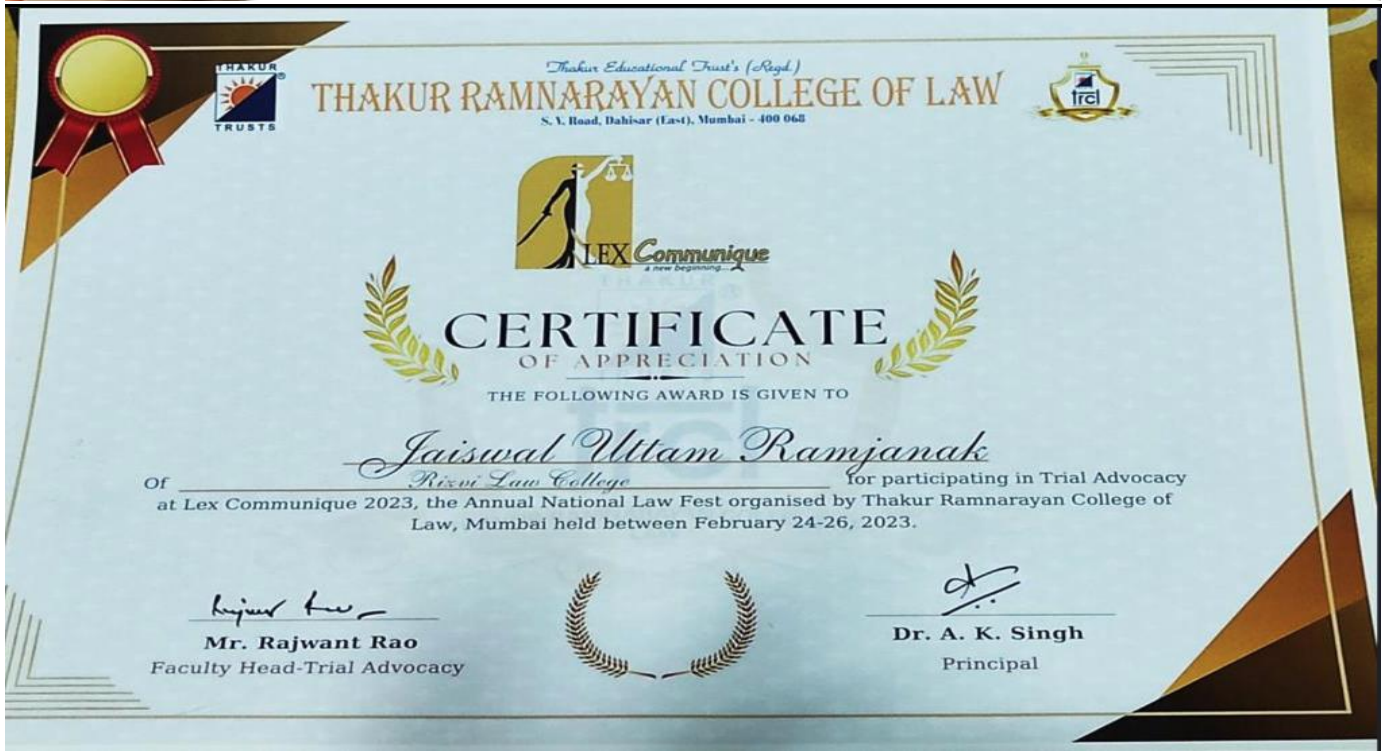 THAKUR
TRUSTS
®
Thakur Educational Trust's (Regd.)
THAKUR RAMNARAYAN COLLEGE OF LAW
S. V. Road, Dahisar (East), Mumbai - 400 068
trcl
LEX Communique
a new beginning...
CERTIFICATE
OF APPRECIATION
THE FOLLOWING AWARD IS GIVEN TO
Jaiswal Uttam Ramjanak
Of Rizvi Law College for participating in Trial Advocacy
at Lex Communique 2023, the Annual National Law Fest organised by Thakur Ramnarayan College of
Law, Mumbai held between February 24-26, 2023.
Mr. Rajwant Rao
Faculty Head-Trial Advocacy
Dr. A. K. Singh
Principal